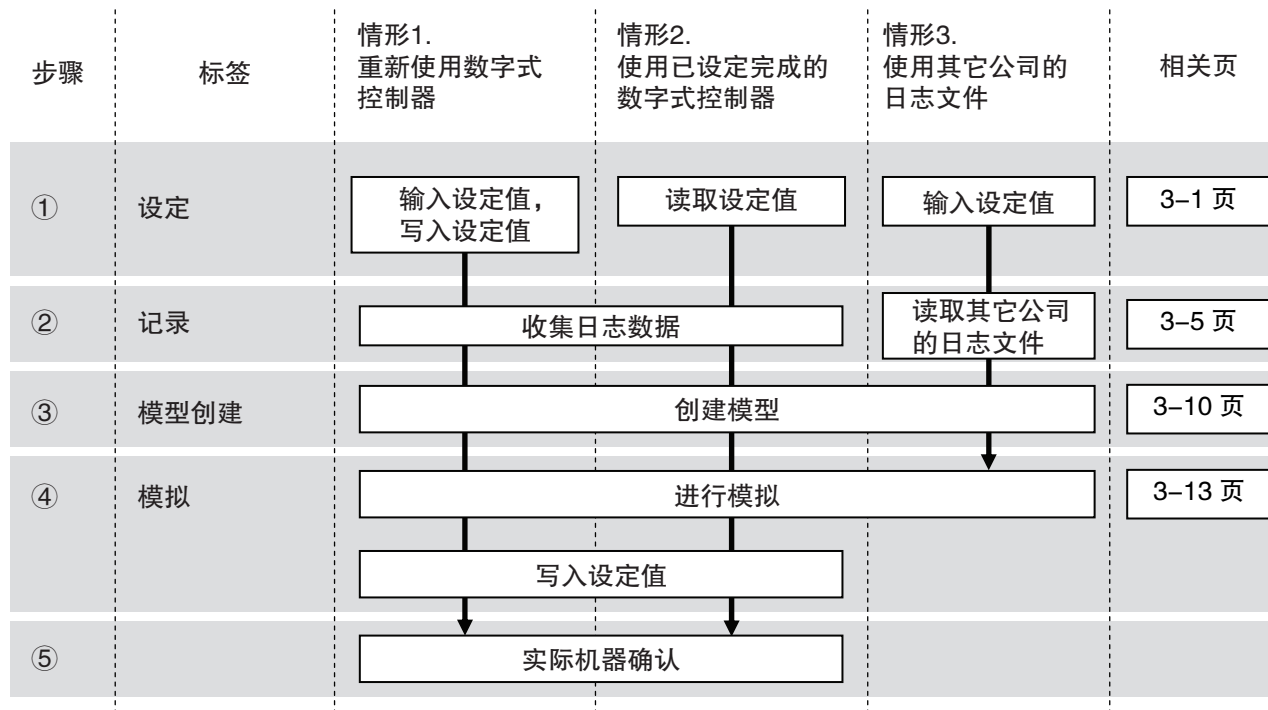 步骤
标签
情形1.
重新使用数字式
控制器
情形2.
使用已设定完成的
数字式控制器
情形3.
使用其它公司的
日志文件
相关页
①
设定
输入设定值，
写入设定值
读取设定值
输入设定值
3–1 页
②
记录
收集日志数据
读取其它公司
的日志文件
3–5 页
③
模型创建
创建模型
3–10 页
④
模拟
进行模拟
3–13 页
写入设定值
⑤
实际机器确认